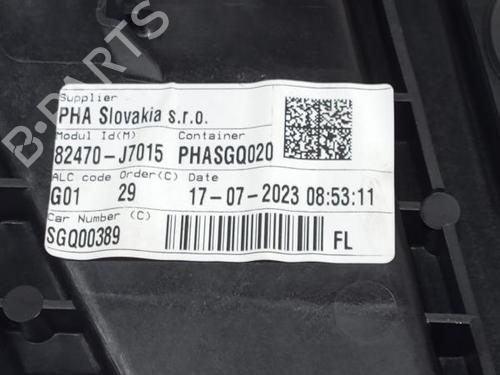 B-PARTS
Supplier
PHA Slovakia s.r.o.
Modul Id(M) Container
82470-J7015 PHASGQ020
ALC code Order(C) Date
G01 29 17-07-2023 08:53:11
Car Number (C)
SGQ00389 FL